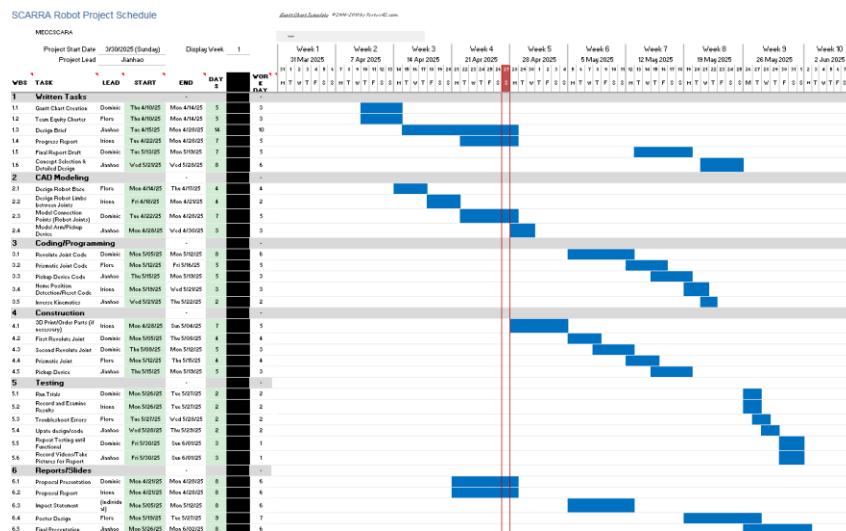 SCARRA Robot Project Schedule
Gantt Chart Template
MECCSCARA
Project Start Date 3/30/2025 (Sunday) Display Week 1
Project Lead Jianhao
Week 1 Week 2 Week 3 Week 4 Week 5 Week 6 Week 7 Week 8 Week 9 Week 10
31 Mar 2025 7 Apr 2025 14 Apr 2025 21 Apr 2025 28 Apr 2025 5 May 2025 12 May 2025 19 May 2025 26 May 2025 2 Jun 2025
WBS TASK LEAD START END DAYS WORK DAY
1 Written Tasks - -
1.1 Gantt Chart Creation Dominic Thu 4/10/25 Mon 4/14/25 5 3
1.2 Team Equity Charter Flors Thu 4/10/25 Mon 4/14/25 5 3
1.3 Design Brief Jianhao Tue 4/15/25 Mon 4/28/25 14 10
1.4 Progress Report Irions Tue 4/22/25 Mon 4/28/25 7 5
1.5 Final Report Draft Dominic Tue 5/13/25 Mon 5/19/25 7 5
1.6 Concept Selection & Detailed Design Jianhao Wed 5/21/25 Wed 5/28/25 8 6
2 CAD Modeling - -
2.1 Design Robot Base Flors Mon 4/14/25 Thu 4/17/25 4 4
2.2 Design Robot Limbs between Joints Irions Fri 4/18/25 Mon 4/21/25 4 2
2.3 Model Connection Points (Robot Joints) Dominic Tue 4/22/25 Mon 4/28/25 7 5
2.4 Model Arm/Pickup Device Jianhao Mon 4/28/25 Wed 4/30/25 3 3
3 Coding/Programming - -
3.1 Revolute Joint Code Dominic Mon 5/05/25 Mon 5/12/25 8 6
3.2 Prismatic Joint Code Flors Mon 5/12/25 Fri 5/16/25 5 5
3.3 Pickup Device Code Jianhao Thu 5/15/25 Mon 5/19/25 5 3
3.4 Home Position Detection/Reset Code Irions Mon 5/19/25 Wed 5/21/25 3 3
3.5 Inverse Kinematics Jianhao Wed 5/21/25 Thu 5/22/25 2 2
4 Construction - -
4.1 3D Print/Order Parts (if necessary) Irions Mon 4/28/25 Sun 5/04/25 7 5
4.2 First Revolute Joint Dominic Mon 5/05/25 Thu 5/08/25 4 4
4.3 Second Revolute Joint Dominic Thu 5/08/25 Mon 5/12/25 5 3
4.4 Prismatic Joint Flors Mon 5/12/25 Thu 5/15/25 4 4
4.5 Pickup Device Jianhao Thu 5/15/25 Mon 5/19/25 5 3
5 Testing - -
5.1 Run Trials Dominic Mon 5/26/25 Tue 5/27/25 2 2
5.2 Record and Examine Results Irions Mon 5/26/25 Tue 5/27/25 2 2
5.3 Troubleshoot Errors Flors Tue 5/27/25 Wed 5/28/25 2 2
5.4 Upate design/code Jianhao Wed 5/28/25 Thu 5/29/25 2 2
5.5 Repeat Testing until Functional Dominic Fri 5/30/25 Sun 6/01/25 3 1
5.6 Record Videos/Take Pictures for Report Jianhao Fri 5/30/25 Sun 6/01/25 3 1
6 Reports/Slides - -
6.1 Proposal Presentation Dominic Mon 4/21/25 Mon 4/28/25 8 6
6.2 Proposal Report Irions Mon 4/21/25 Mon 4/28/25 8 6
6.3 Impact Statement (individual) Mon 5/05/25 Mon 5/12/25 8 6
6.4 Poster Design Flors Mon 5/19/25 Tue 5/27/25 9 7
6.5 Final Presentation Jianhao Mon 5/26/25 Mon 6/02/25 8 6